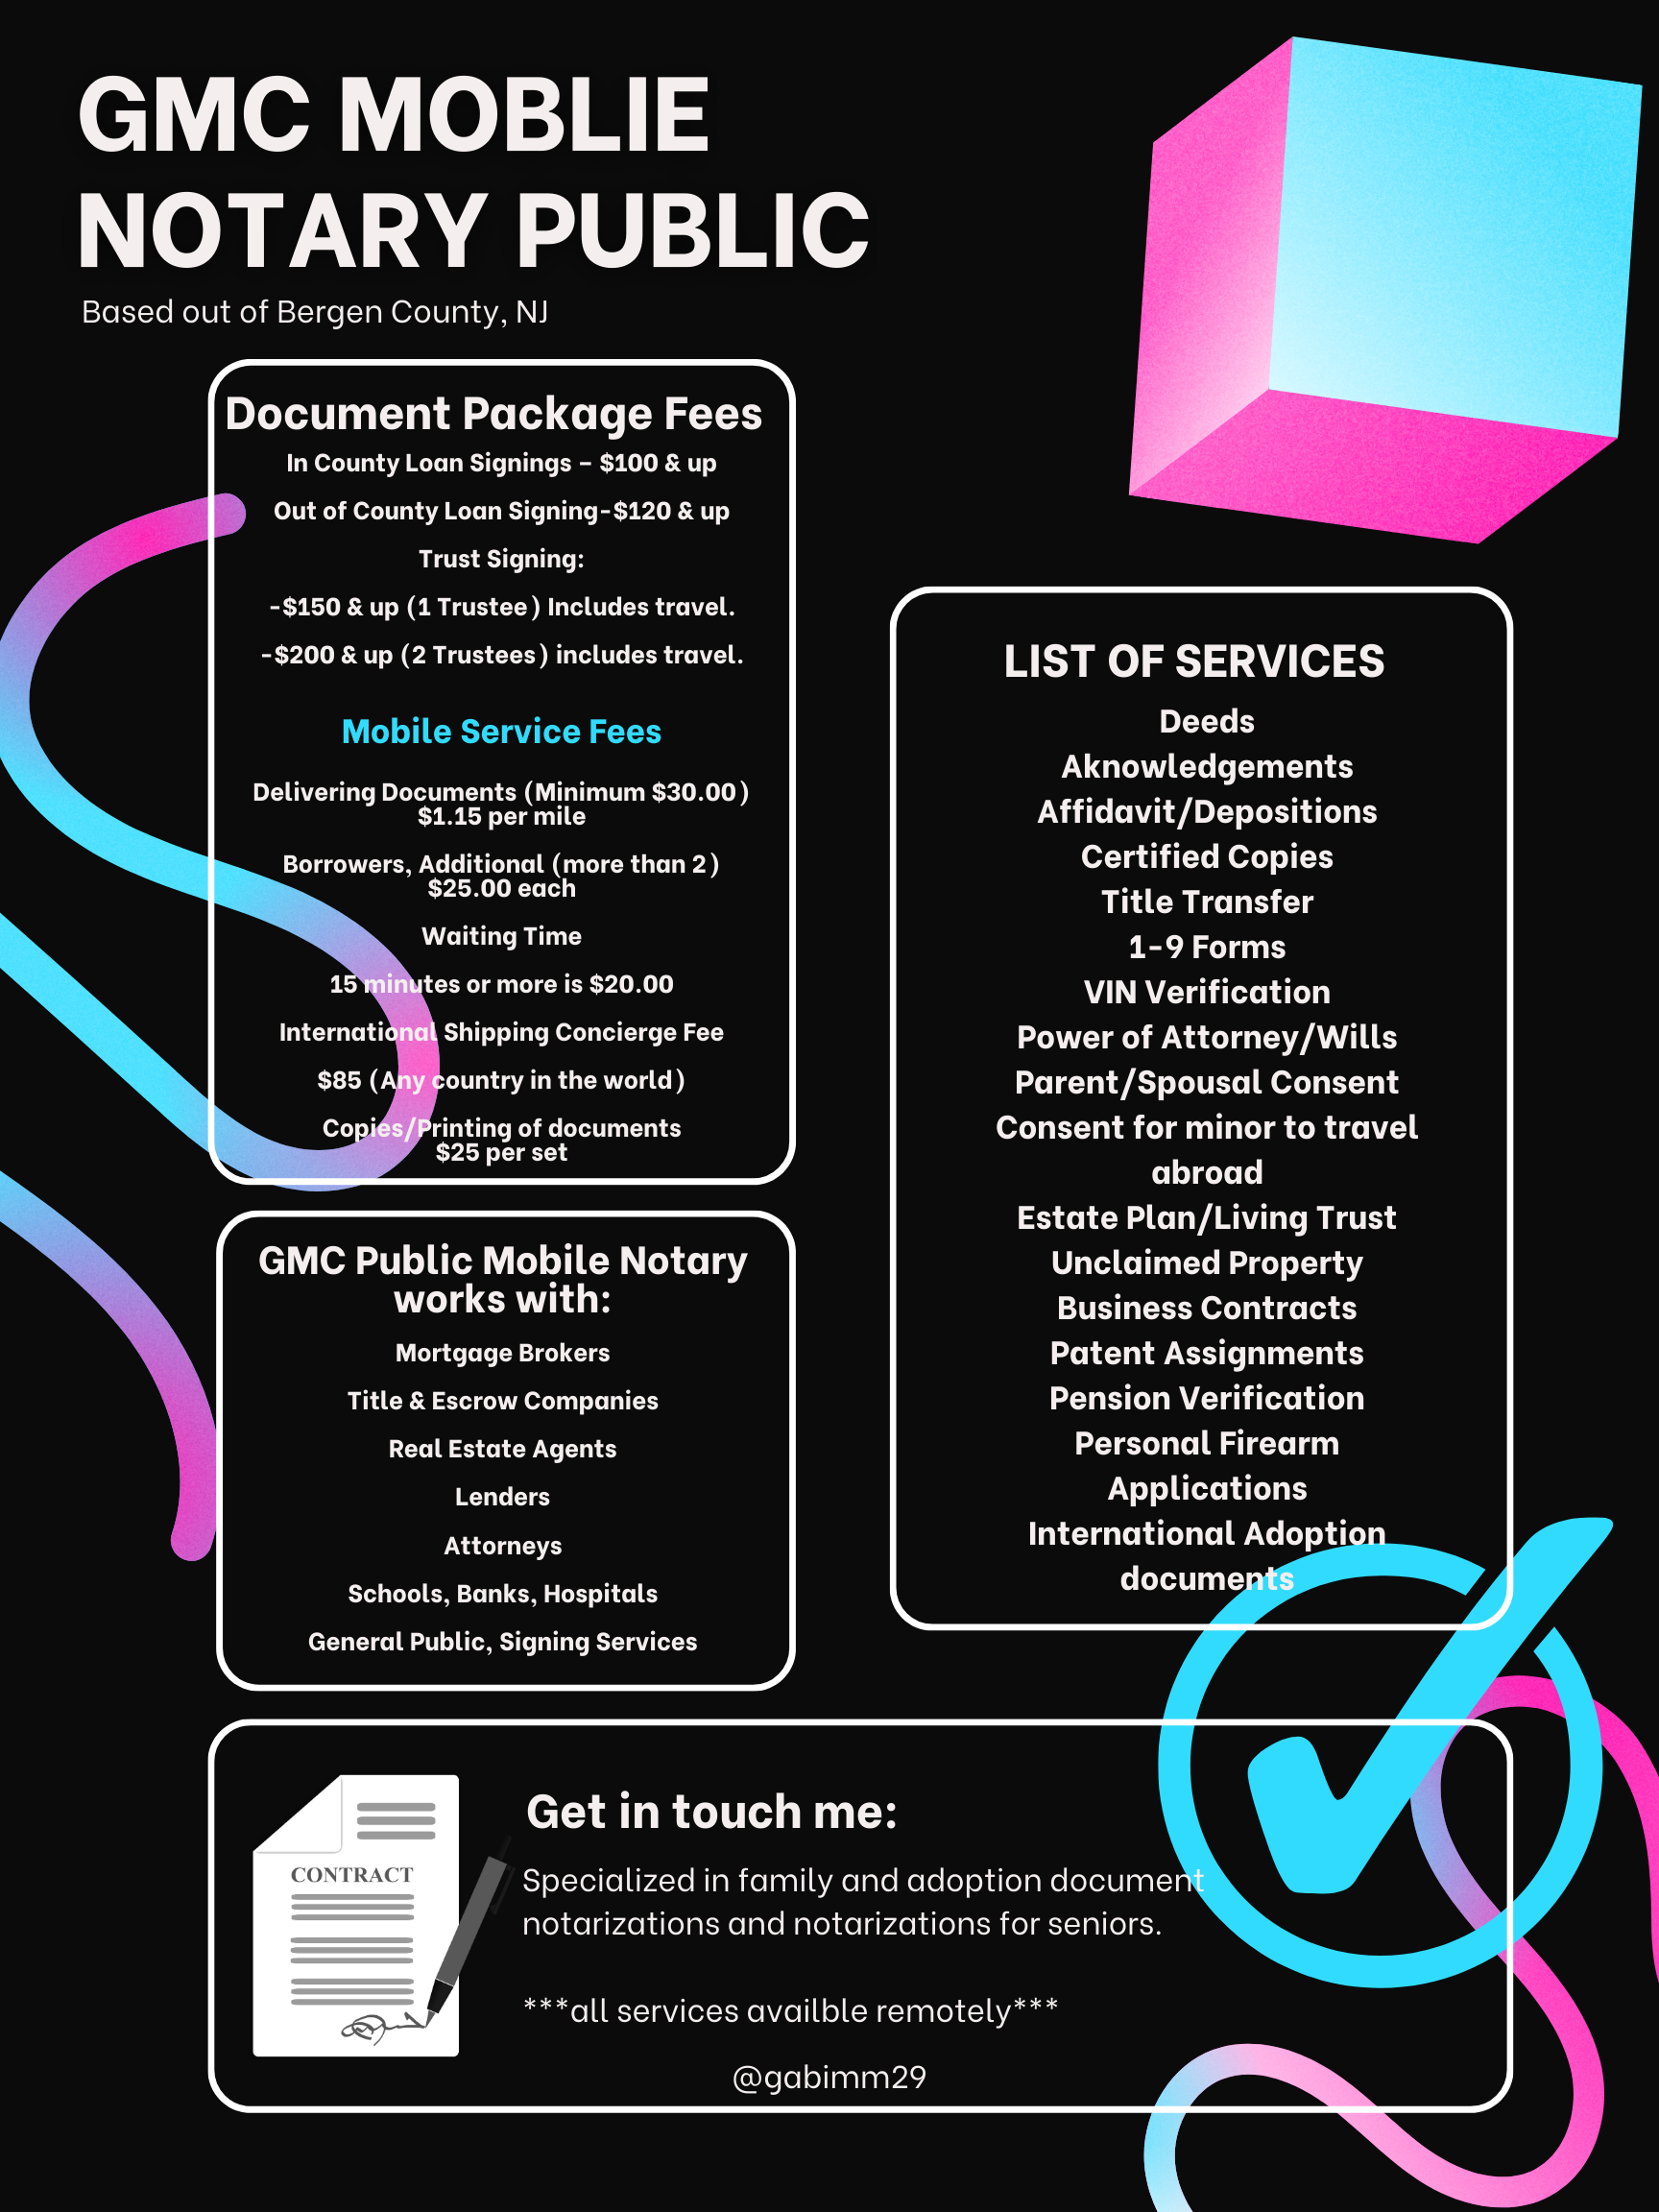 GMC MOBLIE
NOTARY PUBLIC
Based out of Bergen County, NJ
Document Package Fees
In County Loan Signings - $100 & up
Out of County Loan Signing-$120 & up
Trust Signing:
-$150 & up (1 Trustee) Includes travel.
-$200 & up (2 Trustees) includes travel.
Mobile Service Fees
Delivering Documents (Minimum $30.00)
$1.15 per mile
Borrowers, Additional (more than 2)
$25.00 each
Waiting Time
15 minutes or more is $20.00
International Shipping Concierge Fee
$85 (Any country in the world)
Copies/Printing of documents
$25 per set
GMC Public Mobile Notary
works with:
Mortgage Brokers
Title & Escrow Companies
Real Estate Agents
Lenders
Attorneys
Schools, Banks, Hospitals
General Public, Signing Services
LIST OF SERVICES
Deeds
Aknowledgements
Affidavit/Depositions
Certified Copies
Title Transfer
1-9 Forms
VIN Verification
Power of Attorney/Wills
Parent/Spousal Consent
Consent for minor to travel
abroad
Estate Plan/Living Trust
Unclaimed Property
Business Contracts
Patent Assignments
Pension Verification
Personal Firearm
Applications
International Adoption
documents
CONTRACT
Get in touch me:
Specialized in family and adoption document
notarizations and notarizations for seniors.
***all services availble remotely***
@gabimm29